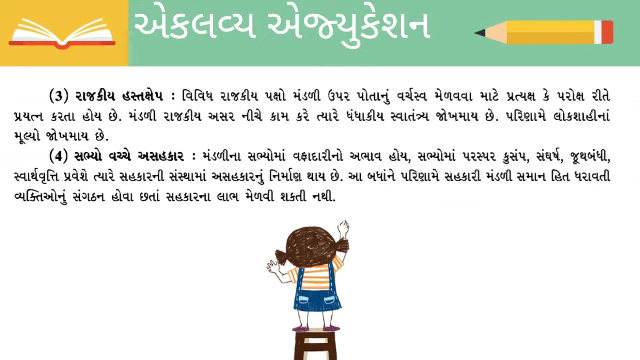 એકલવ્ય એજ્યુકેશન
(3) રાજકીય હસ્તક્ષેપ : વિવિધ રાજકીય પક્ષો મંડળી ઉપર પોતાનું વર્ચસ્વ મેળવવા માટે પ્રત્યક્ષ કે પરોક્ષ રીતે
પ્રયત્ન કરતા હોય છે. મંડળી રાજકીય અસર નીચે કામ કરે ત્યારે ધંધાકીય સ્વાતંત્ર્ય જોખમાય છે. પરિણામે લોકશાહીનાં
મૂલ્યો જોખમાય છે.
(4) સભ્યો વચ્ચે અસહકાર : મંડળીના સભ્યોમાં વફાદારીનો અભાવ હોય, સભ્યોમાં પરસ્પર કુસંપ, સંઘર્ષ, જૂથબંધી,
સ્વાર્થવૃત્તિ પ્રવેશે ત્યારે સહકારની સંસ્થામાં અસહકારનું નિર્માણ થાય છે. આ બધાંને પરિણામે સહકારી મંડળી સમાન હિત ધરાવતી
વ્યક્તિઓનું સંગઠન હોવા છતાં સહકારના લાભ મેળવી શકતી નથી.